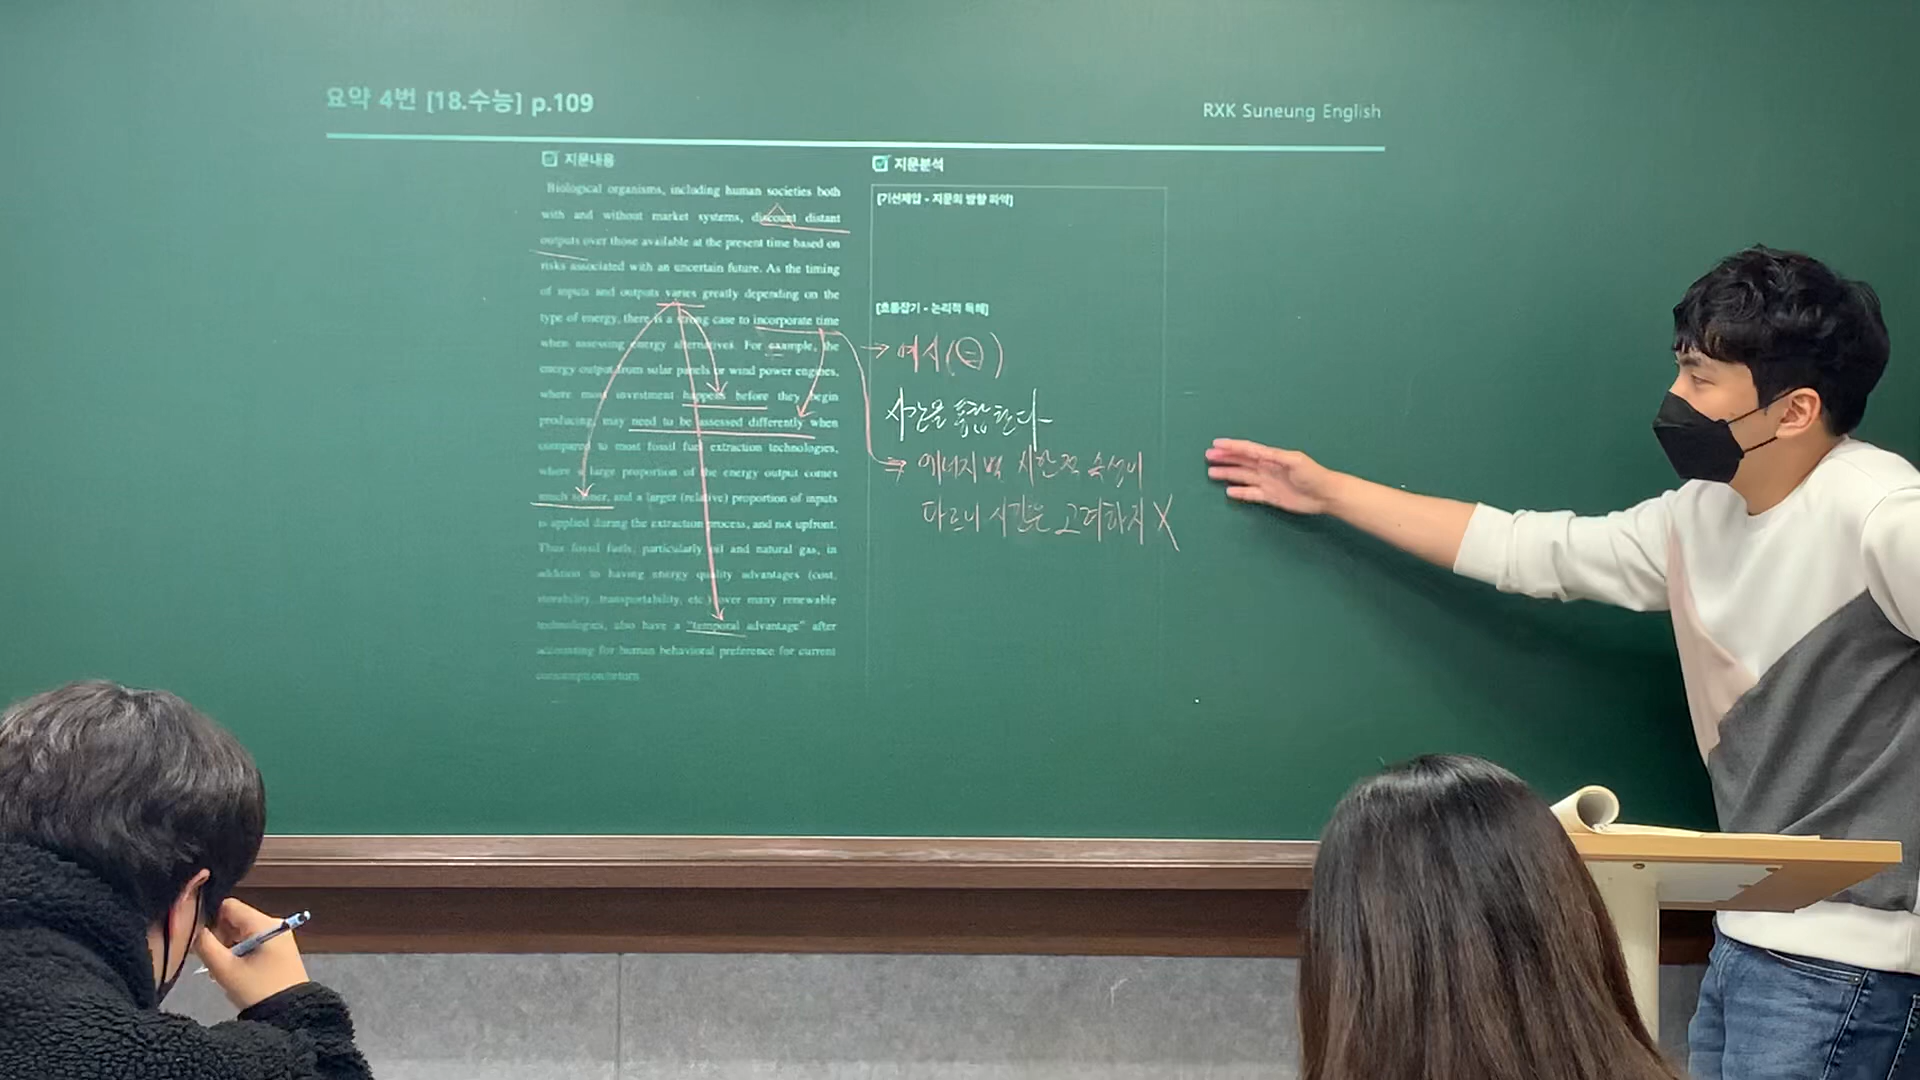 요약 4번 [18.수능] p.109
RXK Suneung English
지문내용
Biological organisms, including human societies both
with and without market systems, discount distant
outputs over those available at the present time based on
risks associated with an uncertain future. As the timing
of inputs and outputs varies greatly depending on the
type of energy, there is a strong case to incorporate time
when assessing energy alternatives. For example, the
energy output from solar panels or wind power engines,
where most investment happens before they begin
producing, may need to be assessed differently when
compared to most fossil fuel extraction technologies,
where a large proportion of the energy output comes
much sooner, and a larger (relative) proportion of inputs
is applied during the extraction process, and not upfront.
Thus fossil fuels, particularly oil and natural gas, in
addition to having energy quality advantages (cost,
storability, transportability, etc.) over many renewable
technologies, also have a "temporal advantage" after
accounting for human behavioral preference for current
consumption/return.
지문분석
[기선제압 - 지문의 방향 파악]
[흐름잡기 - 논리적 독해]
→ 예시(=)
시간을 통합한다
⇒ 에너지별 시간적 속성이
다르니 시간은 고려하지 X